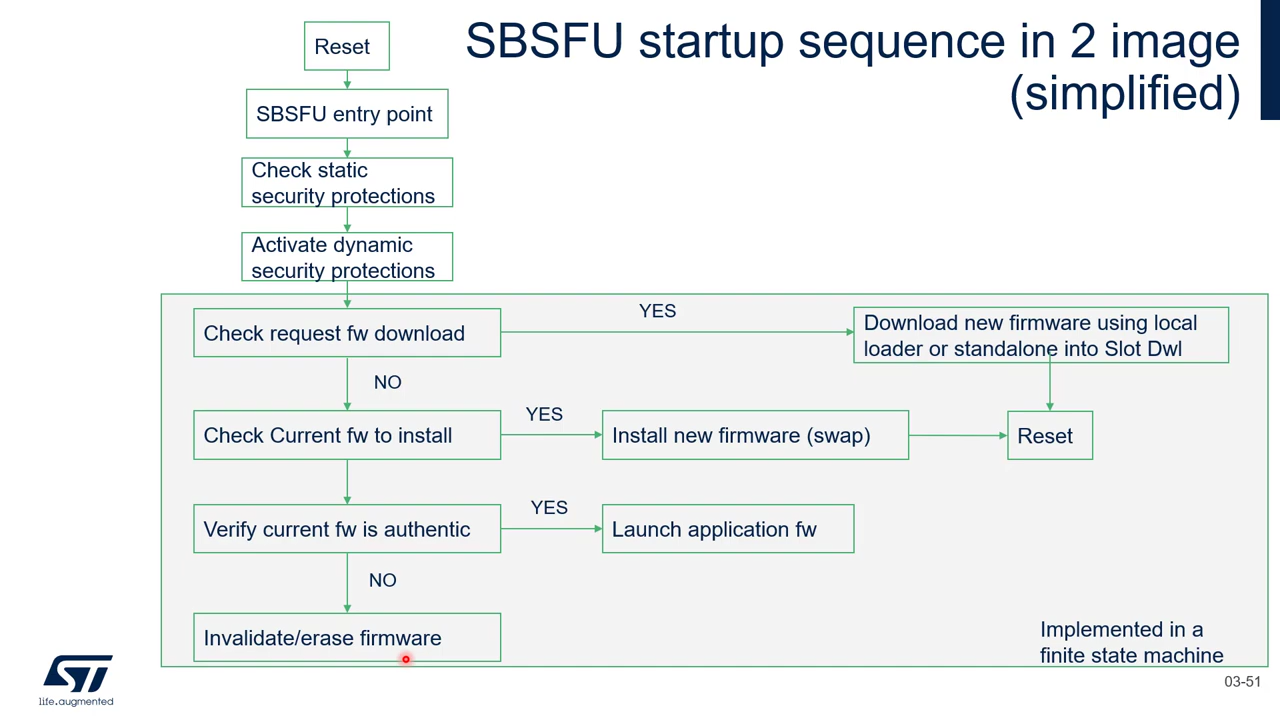 SBSFU startup sequence in 2 image
(simplified)
Reset
SBSFU entry point
Check static
security protections
Activate dynamic
security protections
Check request fw download
YES
Download new firmware using local
loader or standalone into Slot Dwl
NO
Check Current fw to install
YES
Install new firmware (swap)
Reset
Verify current fw is authentic
YES
Launch application fw
NO
Invalidate/erase firmware
Implemented in a
finite state machine
ST
life.augmented
03-51